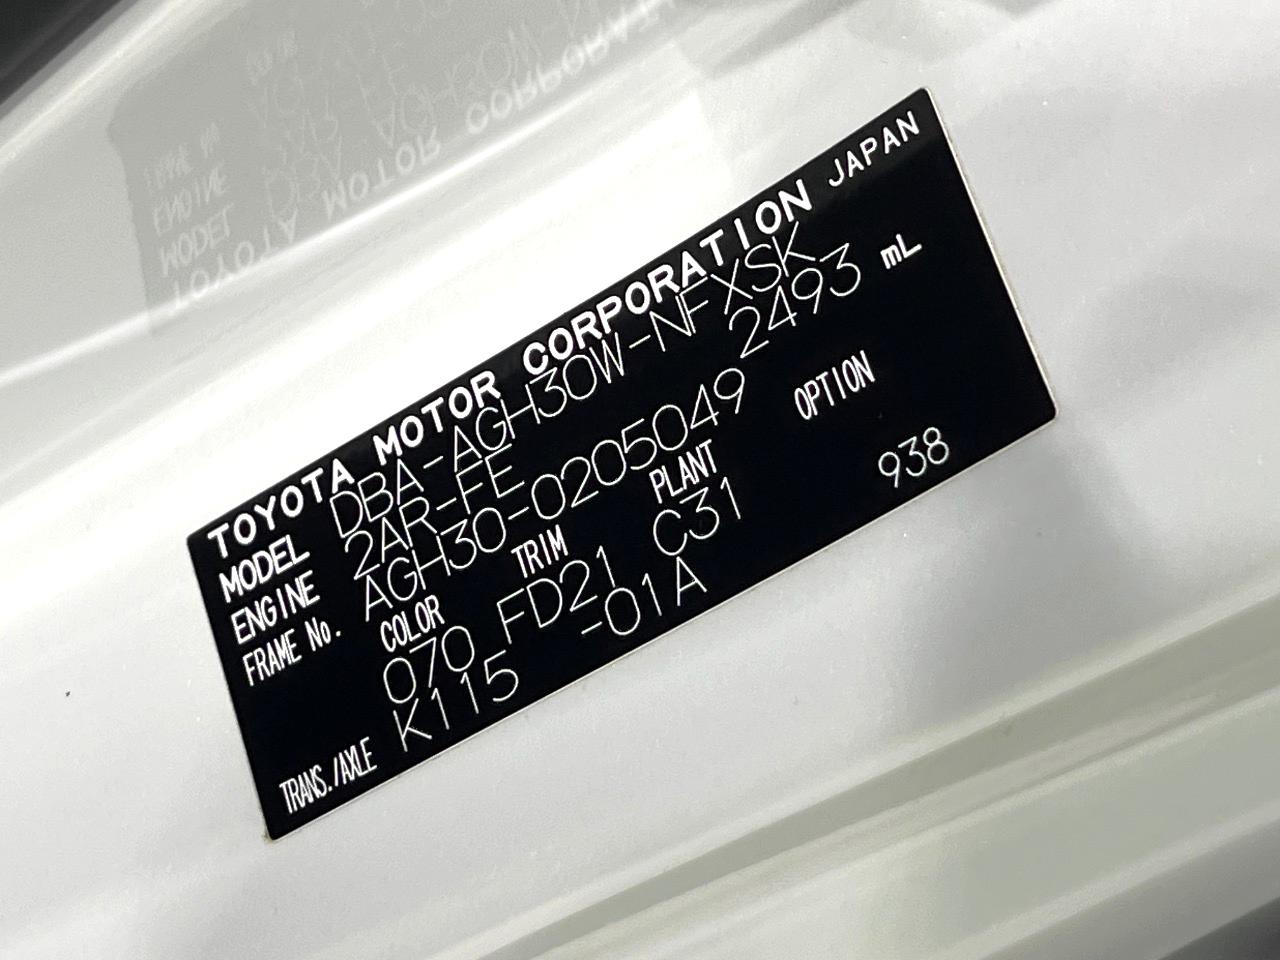 TOYOTA MOTOR CORPORATION JAPAN
MODEL DBA-AGH30W-NFXSK
ENGINE 2AR-FE 2493 mL
FRAME No. AGH30-0205049
COLOR TRIM PLANT OPTION
070 FD21 C31 938
TRANS./AXLE K115 -01A